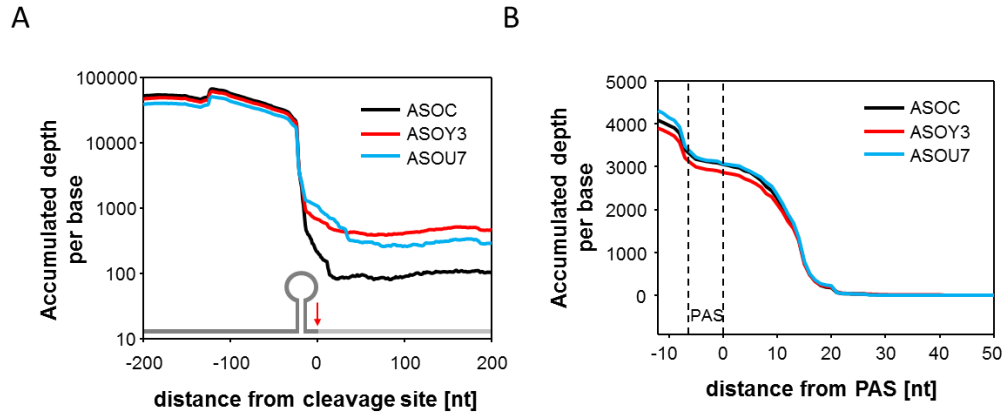 A
Accumulated depth
per base
100000
10000
1000
100
10
ASOC
ASOY3
ASOU7
-200
-100
0
100
200
distance from cleavage site [nt]
B
Accumulated depth
per base
5000
4000
3000
2000
1000
0
ASOC
ASOY3
ASOU7
PAS
-10
0
10
20
30
40
50
distance from PAS [nt]